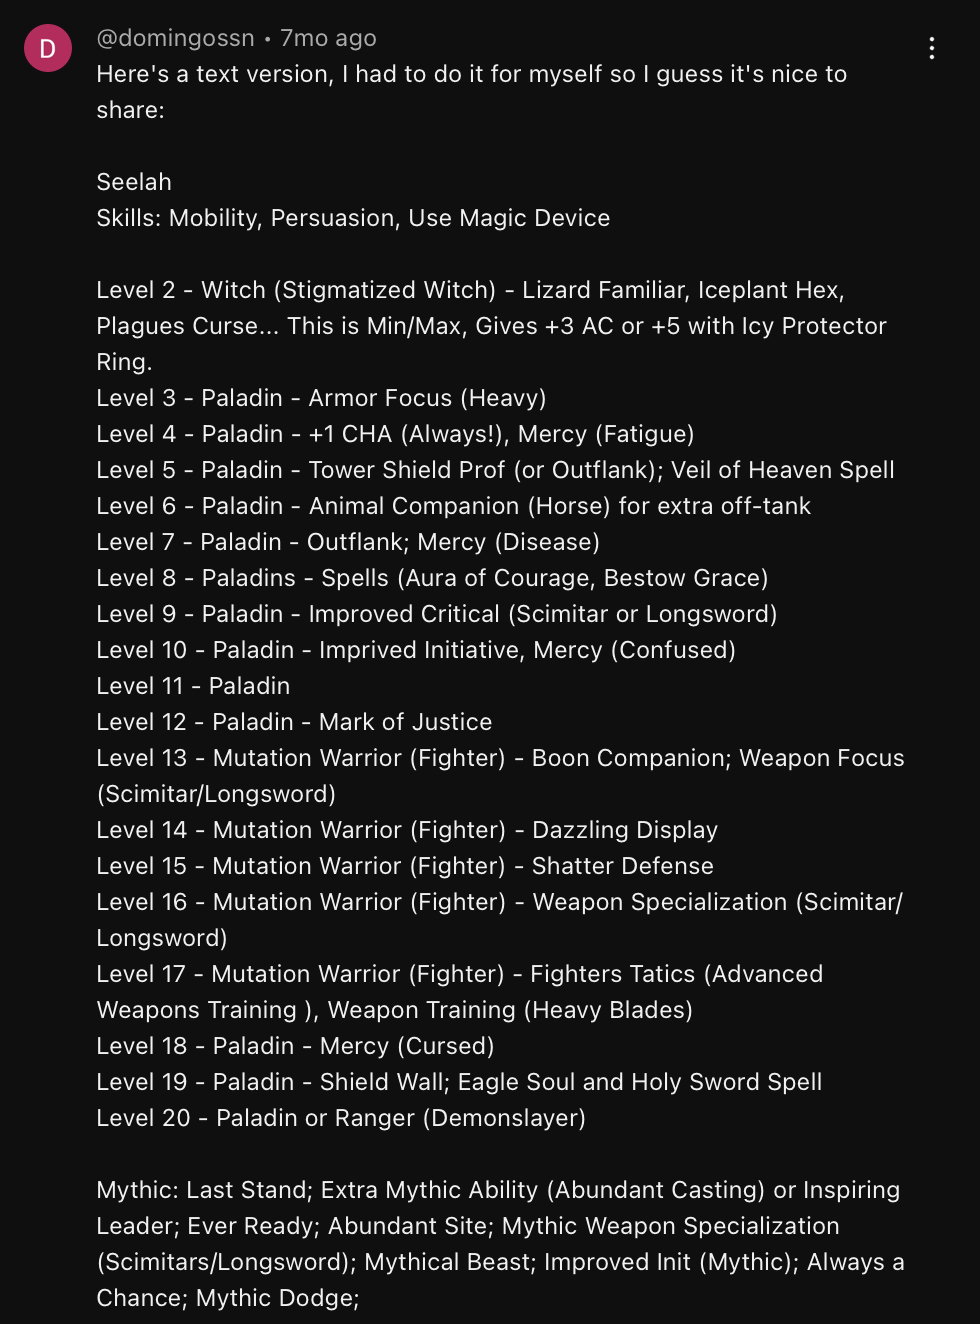 D
@domingossn • 7mo ago
Here's a text version, I had to do it for myself so I guess it's nice to
share:
Seelah
Skills: Mobility, Persuasion, Use Magic Device
Level 2 - Witch (Stigmatized Witch) - Lizard Familiar, Iceplant Hex,
Plagues Curse... This is Min/Max, Gives +3 AC or +5 with Icy Protector
Ring.
Level 3 - Paladin - Armor Focus (Heavy)
Level 4 - Paladin - +1 CHA (Always!), Mercy (Fatigue)
Level 5 - Paladin - Tower Shield Prof (or Outflank); Veil of Heaven Spell
Level 6 - Paladin - Animal Companion (Horse) for extra off-tank
Level 7 - Paladin - Outflank; Mercy (Disease)
Level 8 - Paladins - Spells (Aura of Courage, Bestow Grace)
Level 9 - Paladin - Improved Critical (Scimitar or Longsword)
Level 10 - Paladin - Imprived Initiative, Mercy (Confused)
Level 11 - Paladin
Level 12 - Paladin - Mark of Justice
Level 13 - Mutation Warrior (Fighter) - Boon Companion; Weapon Focus
(Scimitar/Longsword)
Level 14 - Mutation Warrior (Fighter) - Dazzling Display
Level 15 - Mutation Warrior (Fighter) - Shatter Defense
Level 16 - Mutation Warrior (Fighter) - Weapon Specialization (Scimitar/
Longsword)
Level 17 - Mutation Warrior (Fighter) - Fighters Tatics (Advanced
Weapons Training ), Weapon Training (Heavy Blades)
Level 18 - Paladin - Mercy (Cursed)
Level 19 - Paladin - Shield Wall; Eagle Soul and Holy Sword Spell
Level 20 - Paladin or Ranger (Demonslayer)
Mythic: Last Stand; Extra Mythic Ability (Abundant Casting) or Inspiring
Leader; Ever Ready; Abundant Site; Mythic Weapon Specialization
(Scimitars/Longsword); Mythical Beast; Improved Init (Mythic); Always a
Chance; Mythic Dodge;